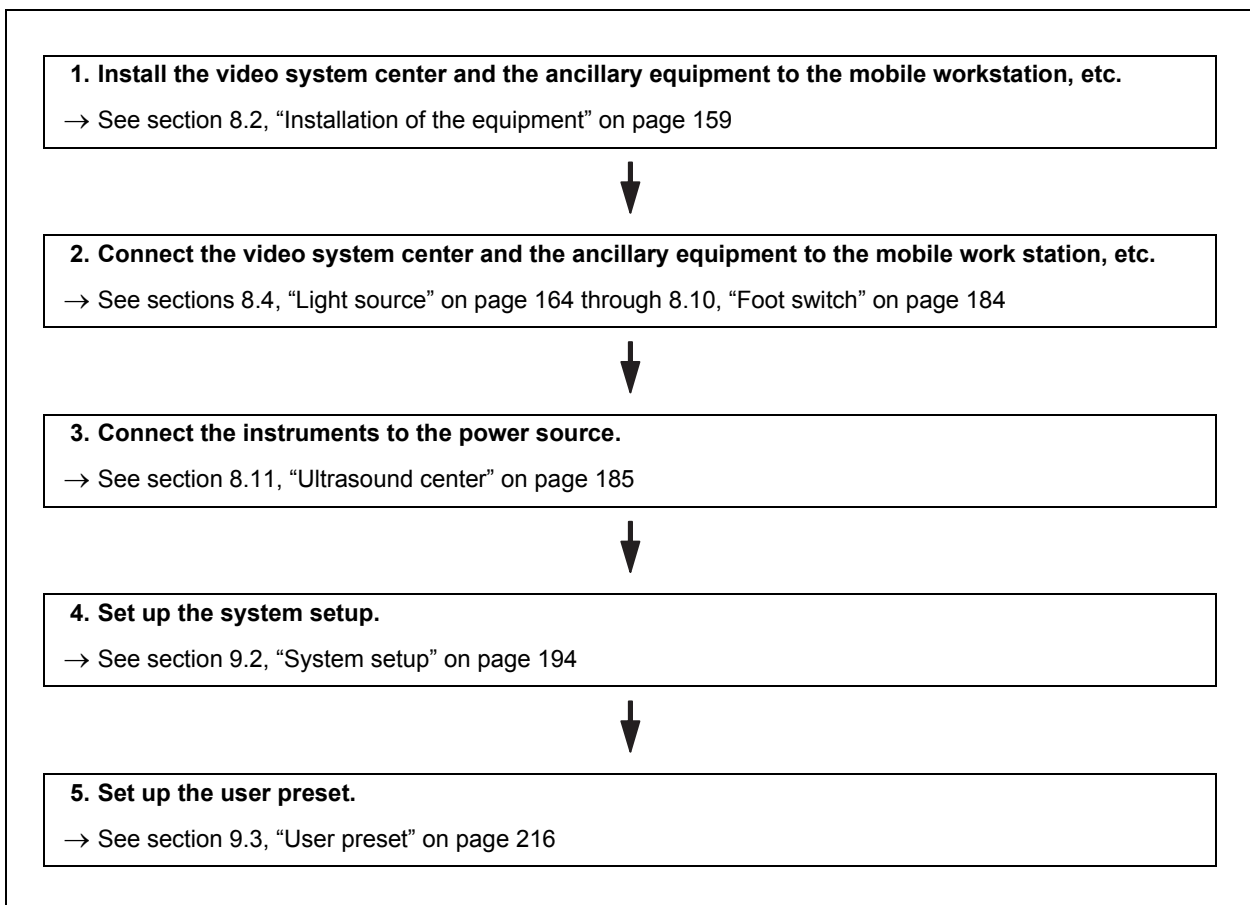 1. Install the video system center and the ancillary equipment to the mobile workstation, etc.
→ See section 8.2, “Installation of the equipment” on page 159
2. Connect the video system center and the ancillary equipment to the mobile work station, etc.
→ See sections 8.4, “Light source” on page 164 through 8.10, “Foot switch” on page 184
3. Connect the instruments to the power source.
→ See section 8.11, “Ultrasound center” on page 185
4. Set up the system setup.
→ See section 9.2, “System setup” on page 194
5. Set up the user preset.
→ See section 9.3, “User preset” on page 216